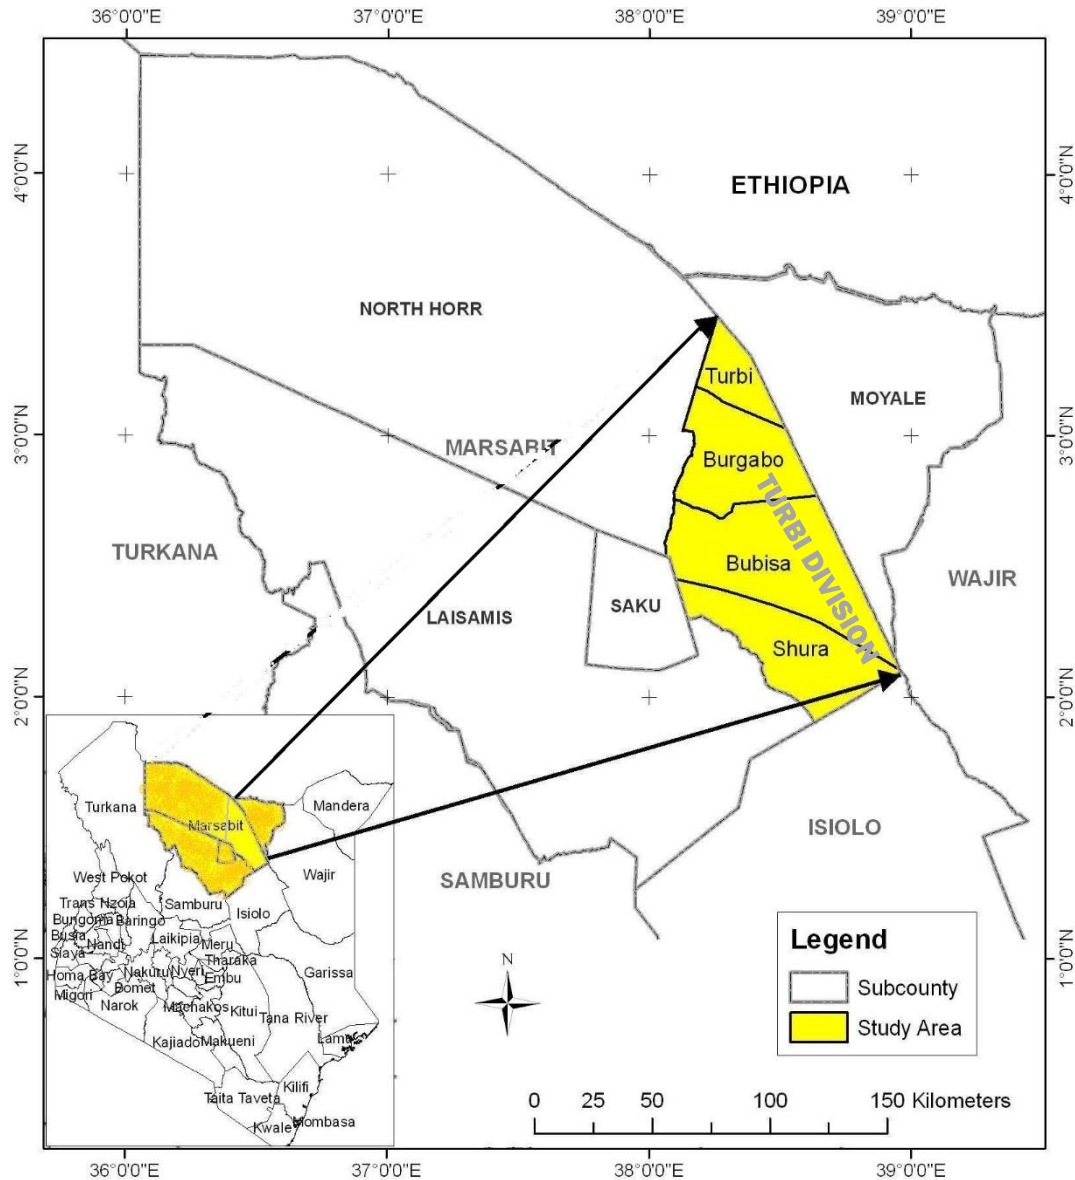 36°0'0"E 37°0'0"E 38°0'0"E 39°0'0"E
4°0'0"N 4°0'0"N
ETHIOPIA
NORTH HORR
Turbi
MOYALE
3°0'0"N 3°0'0"N
MARSABIT
Burgabo
TURBI DIVISION
TURKANA
Bubisa
WAJIR
LAISAMIS
SAKU
Shura
2°0'0"N 2°0'0"N
ISIOLO
SAMBURU
Turkana
Mandera
Marsabit
West Pokot
Wajir
Trans Nzoia
Samburu
Isiolo
Bungoma
Baringo
Busia
Nandi
Laikipia
Meru
Siaya
Tharaka
Homa Bay
Nakuru
Nyeri
Embu
Garissa
Bomet
Migori
Narok
Machakos
Kitui
Tana River
Kajiado
Makueni
Lamu
Kilifi
Taita Taveta
Mombasa
Kwale
1°0'0"N 1°0'0"N
N
Legend
Subcounty
Study Area
0 25 50 100 150 Kilometers
36°0'0"E 37°0'0"E 38°0'0"E 39°0'0"E